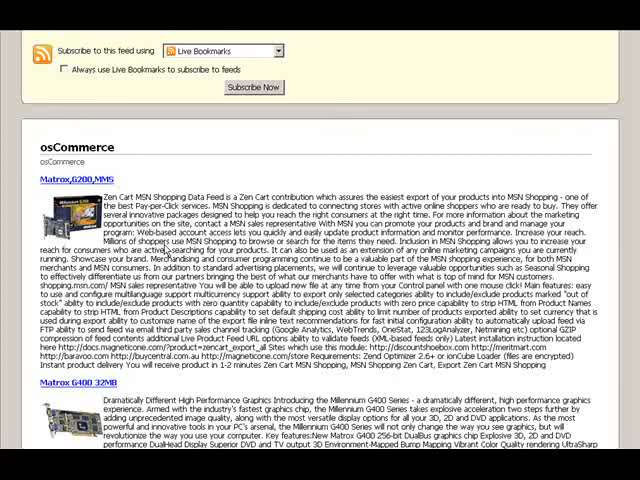 Subscribe to this feed using Live Bookmarks
Always use Live Bookmarks to subscribe to feeds
Subscribe Now
osCommerce
osCommerce
Matrox,G200,MMS
Zen Cart MSN Shopping Data Feed is a Zen Cart contribution which assures the easiest export of your products into MSN Shopping - one of
the best Pay-per-Click services. MSN Shopping is dedicated to connecting stores with active online shoppers who are ready to buy. They offer
several innovative packages designed to help you reach the right consumers at the right time. For more information about the marketing
opportunities on the site, contact a MSN sales representative With MSN you can promote your products and brand and manage your
program: Web-based account access lets you quickly and easily update product information and monitor performance. Increase your reach.
Millions of shoppers use MSN Shopping to browse or search for the items they need. Inclusion in MSN Shopping allows you to increase your
reach for consumers who are actively searching for your products. It can also be used as an extension of any online marketing campaigns you are currently
running. Showcase your brand. Merchandising and consumer programming continue to be a valuable part of the MSN shopping experience, for both MSN
merchants and MSN consumers. In addition to standard advertising placements, we will continue to leverage valuable opportunities such as Seasonal Shopping
to effectively differentiate us from our partners bringing the best of what MSN Shopping has to offer with price and value top of mind to MSN consumers.
shopping.msn.com/ MSN sales representative You will be able to upload new file at any time from your Control panel with one mouse click! Main features: easy
to use and configure multilanguage support multicurrency support ability to export only selected categories ability to include/exclude products marked "out of
stock" ability to include/exclude products with zero quantity capability to include/exclude products with zero price capability to strip HTML from Product Names
capability to strip HTML from Product Descriptions capability to set default shipping cost ability to limit number of products exported ability to set currency that is
used during export ability to customize name of the export file inline text recommendations for fast initial configuration ability to automatically upload feed via
FTP ability to send feed via email third party sales channel tracking (Google Analytics, WebTrends, OneStat, 123LogAnalyzer, Netmining etc) optional GZIP
compression of feed contents additional Live Product Feed URL options ability to validate feeds (XML-based feeds only) Latest installation instruction located
here http://docs.magneticone.com/?product=zencart_export_all Sites which use this module: http://discountshoebox.com http://meritmart.com
http://baravoo.com http://buycentral.com.au http://magneticone.com/store Requirements: Zend Optimizer 2.6+ or ionCube Loader (files are encrypted)
Instant product delivery You will receive product in 1-2 minutes Zen Cart MSN Shopping, MSN Shopping Zen Cart, Export Zen Cart MSN Shopping
Matrox G400 32MB
Dramatically Different High Performance Graphics Introducing the Millennium G400 Series - a dramatically different, high performance graphics
experience. Armed with the industry's fastest graphics chip, the Millennium G400 Series takes explosive acceleration two steps further by
adding unprecedented image quality, along with the most versatile display options for all your 3D, 2D and DVD applications. As the most
powerful and innovative tools in your PC's arsenal, the Millennium G400 Series will not only change the way you see graphics, but will
revolutionize the way you use your computer. Key features:New Matrox G400 256-bit DualBus graphics chip Explosive 3D, 2D and DVD
performance DualHead Display Superior DVD and TV output 3D Environment-Mapped Bump Mapping Vibrant Color Quality rendering UltraSharp